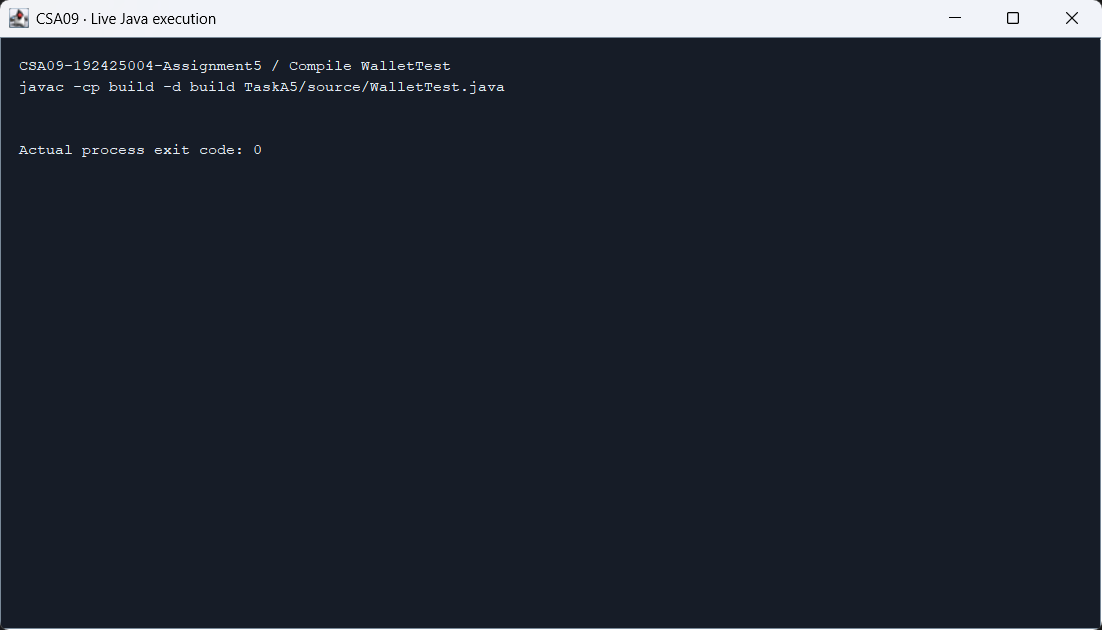 CSA09 · Live Java execution
CSA09-192425004-Assignment5 / Compile WalletTest
javac -cp build -d build TaskA5/source/WalletTest.java
Actual process exit code: 0